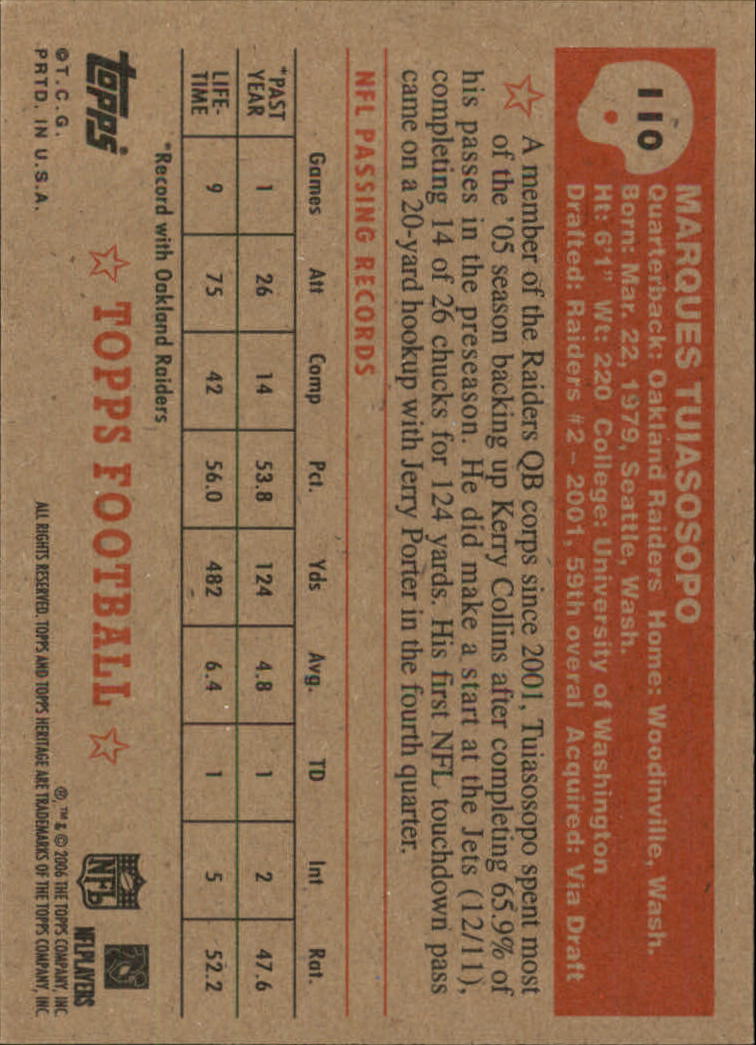 110
MARQUES TUIASOSOPO
Quarterback: Oakland Raiders Home: Woodinville, Wash.
Born: Mar. 22, 1979, Seattle, Wash.
Ht: 6'1" Wt: 220 College: University of Washington
Drafted: Raiders #2 – 2001, 59th overal Acquired: Via Draft
A member of the Raiders QB corps since 2001, Tuiasosopo spent most
of the '05 season backing up Kerry Collins after completing 65.9% of
his passes in the preseason. He did make a start at the Jets (12/11),
completing 14 of 26 chucks for 124 yards. His first NFL touchdown pass
came on a 20-yard hookup with Jerry Porter in the fourth quarter.
NFL PASSING RECORDS
Games Att Comp Pct. Yds Avg. TD Int Rat.
*PAST YEAR 1 26 14 53.8 124 4.8 1 2 47.6
LIFE-TIME 9 75 42 56.0 482 6.4 1 5 52.2
*Record with Oakland Raiders
topps
TOPPS FOOTBALL
NFL
NFLPLAYERS
©T.C.G.
PRTD. IN U.S.A.
®, ™ & © 2006 THE TOPPS COMPANY, INC.
ALL RIGHTS RESERVED. TOPPS AND TOPPS HERITAGE ARE TRADEMARKS OF THE TOPPS COMPANY, INC.